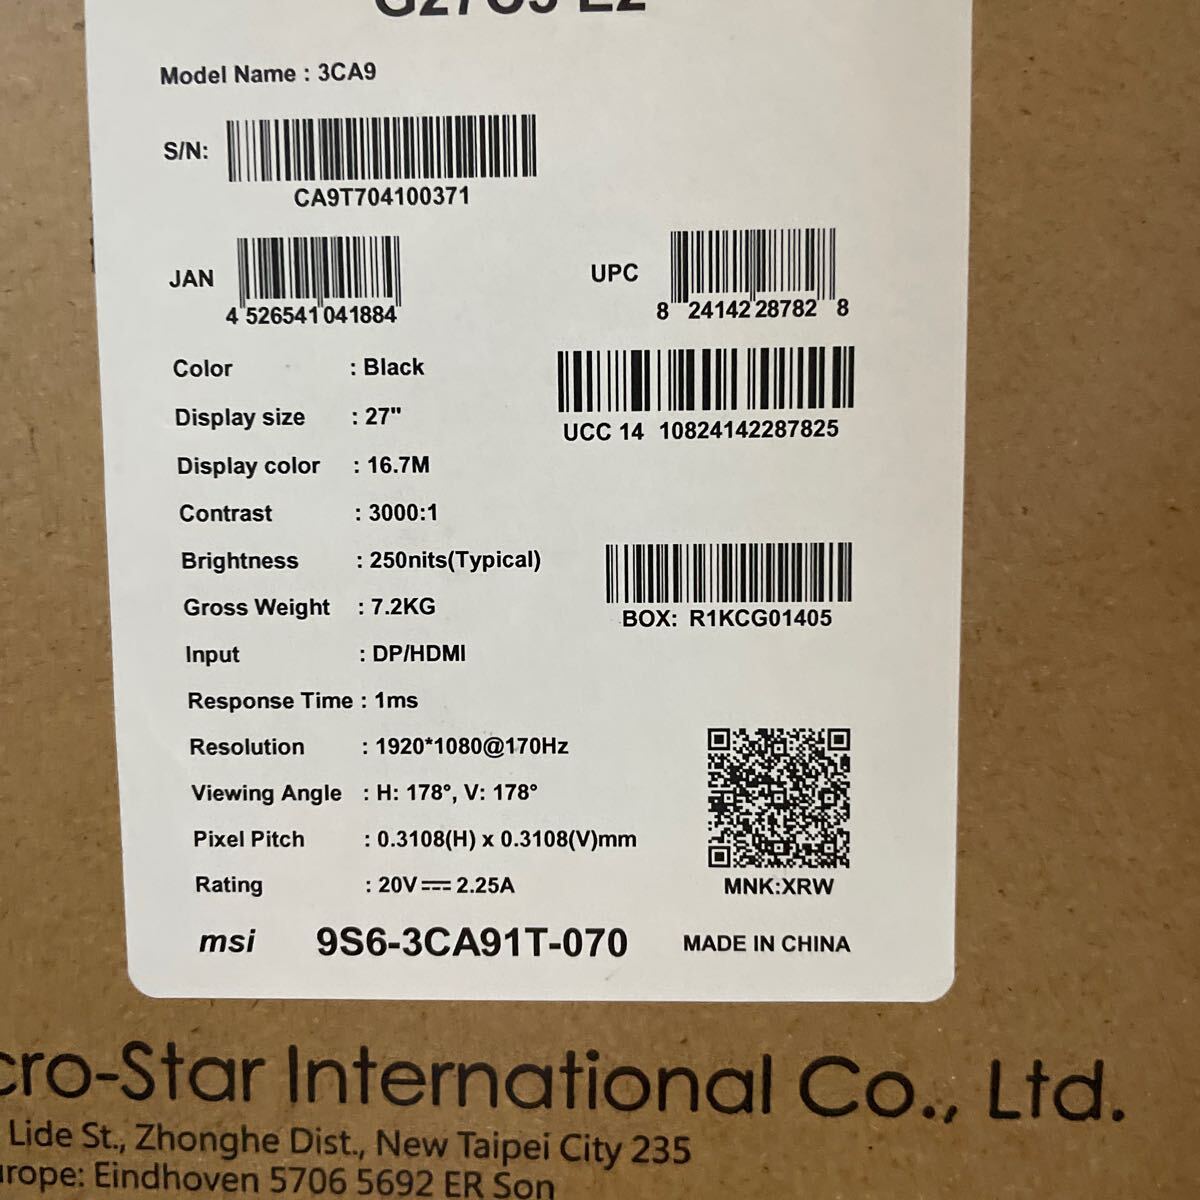 Model Name : 3CA9
S/N:
CA9T704100371
JAN
4 526541 041884
UPC
8 24142 28782 8
Color : Black
UCC 14 10824142287825
Display size : 27"
Display color : 16.7M
Contrast : 3000:1
Brightness : 250nits(Typical)
Gross Weight : 7.2KG
BOX: R1KCG01405
Input : DP/HDMI
Response Time : 1ms
Resolution : 1920*1080@170Hz
Viewing Angle : H: 178°, V: 178°
Pixel Pitch : 0.3108(H) x 0.3108(V)mm
Rating : 20V⎓2.25A
MNK:XRW
msi 9S6-3CA91T-070 MADE IN CHINA
cro-Star International Co., Ltd.
Lide St., Zhonghe Dist., New Taipei City 235
urope: Eindhoven 5706 5692 ER Son